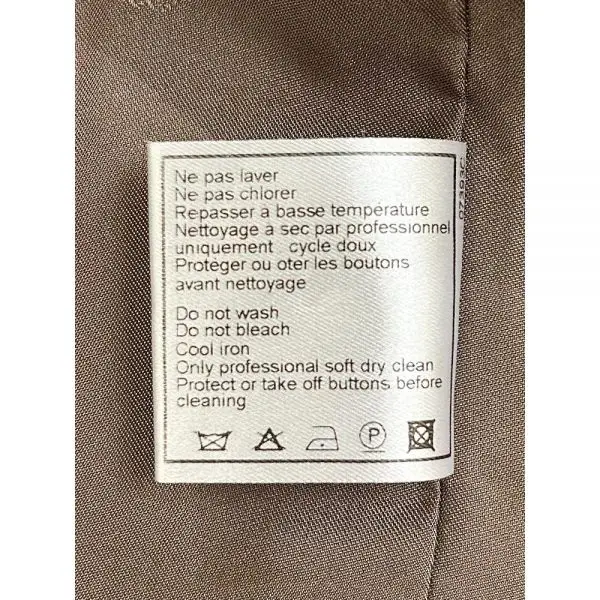 Ne pas laver
Ne pas chlorer
Repasser à basse température
Nettoyage à sec par professionnel
uniquement cycle doux
Protéger ou oter les boutons
avant nettoyage
Do not wash
Do not bleach
Cool iron
Only professional soft dry clean
Protect or take off buttons before
cleaning
P